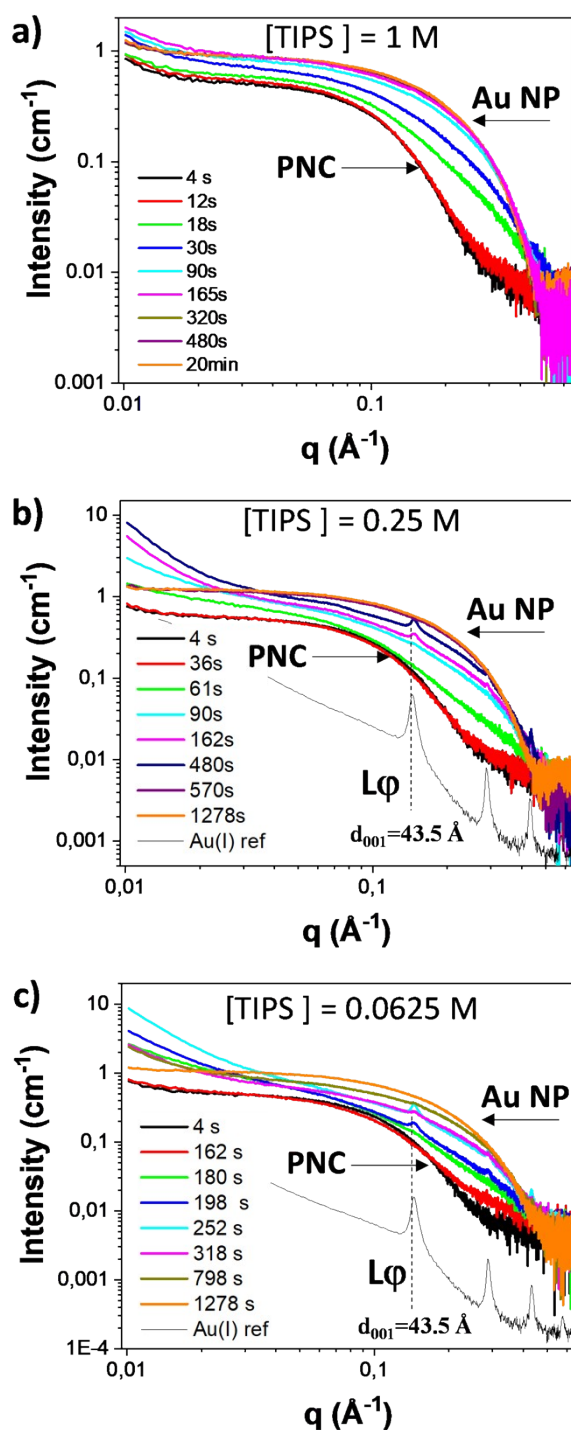 a)
[TIPS ] = 1 M
Au NP
PNC
Intensity (cm⁻¹)
1
0.1
0.01
0.001
4 s
12s
18s
30s
90s
165s
320s
480s
20min
0.01
0.1
q (Å⁻¹)
b)
[TIPS ] = 0.25 M
Au NP
PNC
Intensity (cm⁻¹)
10
1
0,1
0,01
0,001
4 s
36s
61s
90s
162s
480s
570s
1278s
Au(I) ref
Lφ
d₀₀₁=43.5 Å
0,01
0,1
q (Å⁻¹)
c)
[TIPS ] = 0.0625 M
Au NP
PNC
Intensity (cm⁻¹)
10
1
0,1
0,01
0,001
1E-4
4 s
162 s
180 s
198 s
252 s
318 s
798 s
1278 s
Au(I) ref
Lφ
d₀₀₁=43.5 Å
0,01
0,1
q (Å⁻¹)